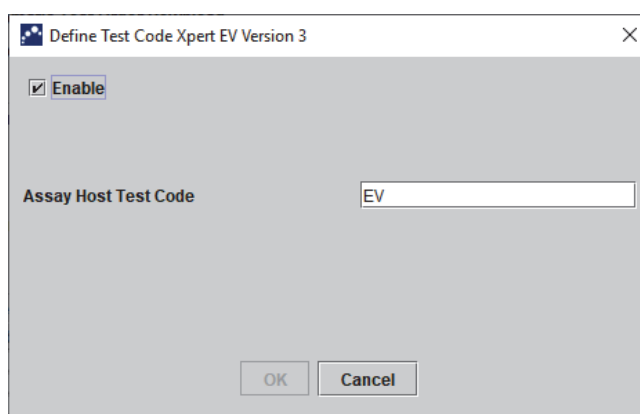 Define Test Code Xpert EV Version 3
Enable
Assay Host Test Code
EV
OK
Cancel